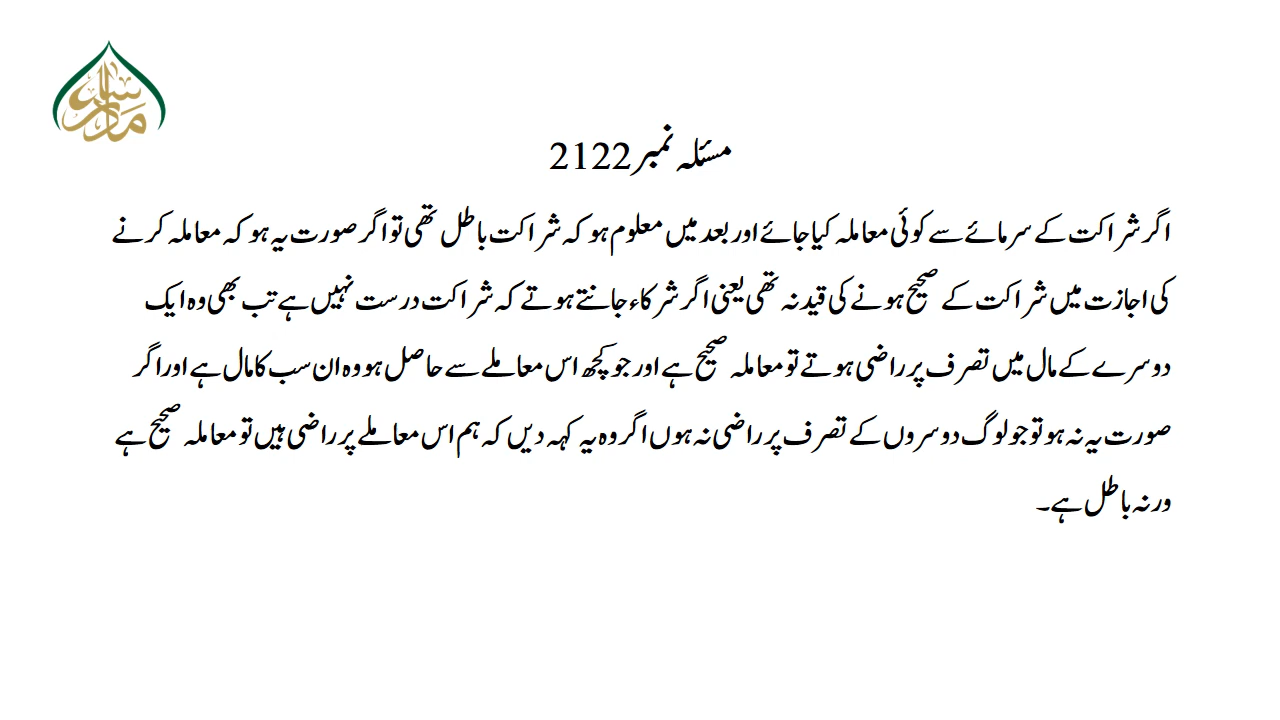 مسئلہ نمبر 2122
اگر شراکت کے سرمائے سے کوئی معاملہ کیا جائے اور بعد میں معلوم ہو کہ شراکت باطل تھی تو اگر صورت یہ ہو کہ معاملہ کرنے
کی اجازت میں شراکت کے صحیح ہونے کی قید نہ تھی یعنی اگر شرکاء جانتے ہوتے کہ شراکت درست نہیں ہے تب بھی وہ ایک
دوسرے کے مال میں تصرف پر راضی ہوتے تو معاملہ صحیح ہے اور جو کچھ اس معاملے سے حاصل ہو وہ ان سب کا مال ہے اور اگر
صورت یہ نہ ہو تو جو لوگ دوسروں کے تصرف پر راضی نہ ہوں اگر وہ یہ کہہ دیں کہ ہم اس معاملے پر راضی ہیں تو معاملہ صحیح ہے
ورنہ باطل ہے۔